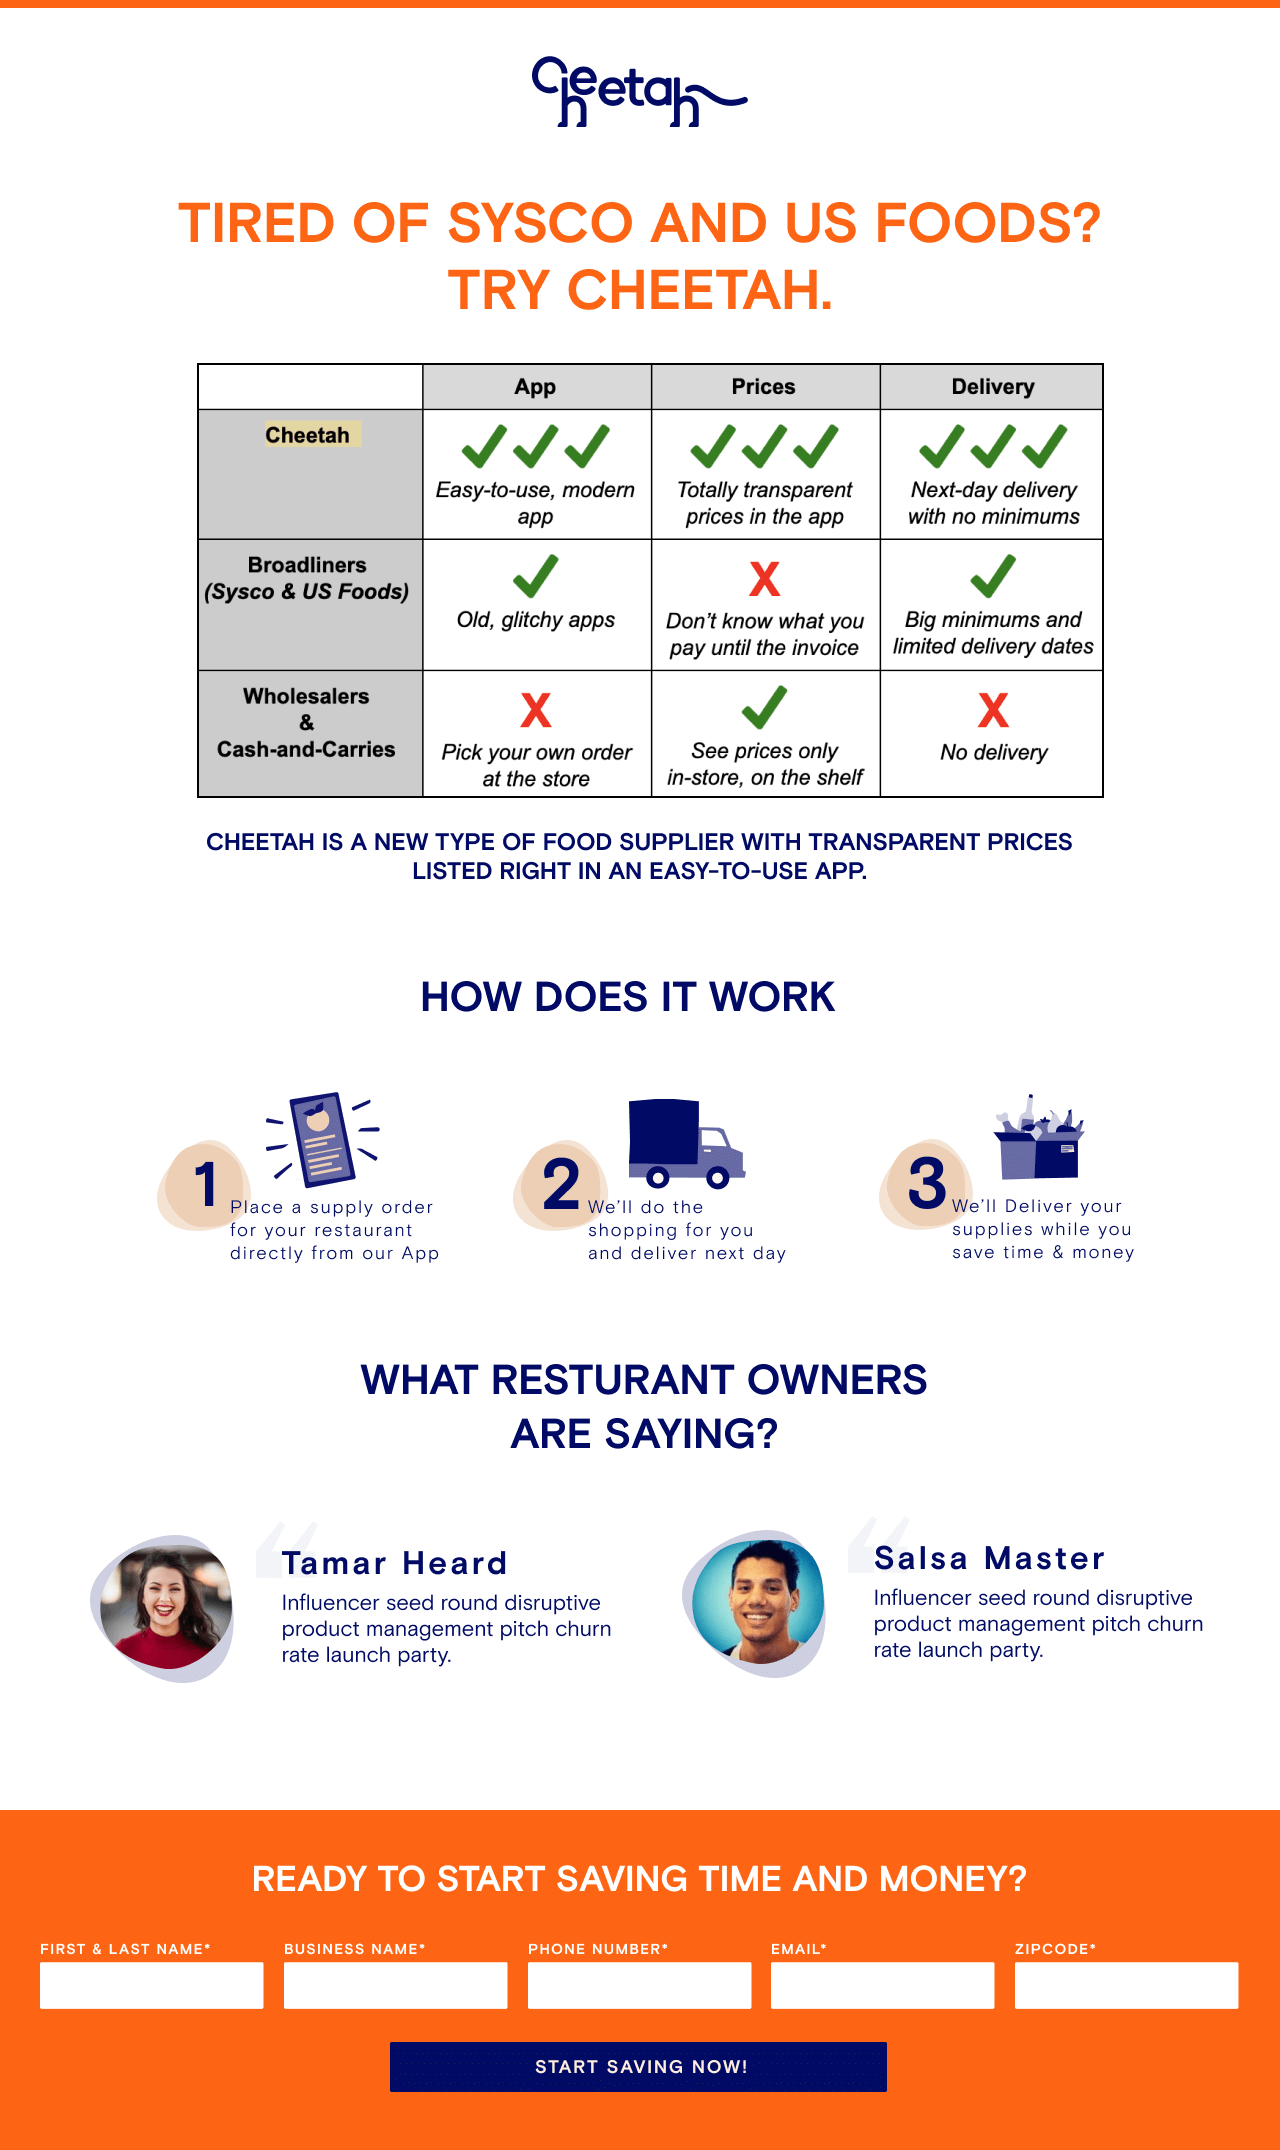 Cheetah
TIRED OF SYSCO AND US FOODS?
TRY CHEETAH.
App Prices Delivery
Cheetah
Easy-to-use, modern
app
Totally transparent
prices in the app
Next-day delivery
with no minimums
Broadliners
(Sysco & US Foods)
Old, glitchy apps
X
Don't know what you
pay until the invoice
Big minimums and
limited delivery dates
Wholesalers
&
Cash-and-Carries
X
Pick your own order
at the store
See prices only
in-store, on the shelf
X
No delivery
CHEETAH IS A NEW TYPE OF FOOD SUPPLIER WITH TRANSPARENT PRICES
LISTED RIGHT IN AN EASY-TO-USE APP.
HOW DOES IT WORK
1
Place a supply order
for your restaurant
directly from our App
2
We'll do the
shopping for you
and deliver next day
3
We'll Deliver your
supplies while you
save time & money
WHAT RESTURANT OWNERS
ARE SAYING?
Tamar Heard
Influencer seed round disruptive
product management pitch churn
rate launch party.
Salsa Master
Influencer seed round disruptive
product management pitch churn
rate launch party.
READY TO START SAVING TIME AND MONEY?
FIRST & LAST NAME*
BUSINESS NAME*
PHONE NUMBER*
EMAIL*
ZIPCODE*
START SAVING NOW!